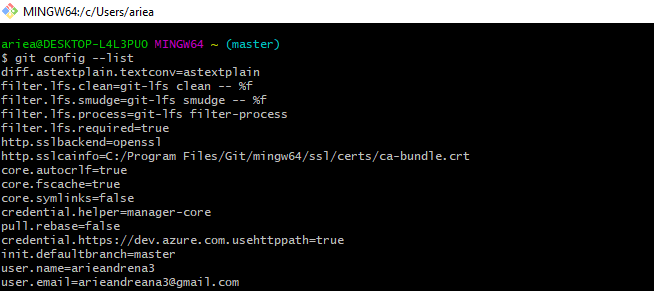 MINGW64:/c/Users/ariea
ariea@DESKTOP-L4L3PUO MINGW64 ~ (master)
$ git config --list
diff.astextplain.textconv=astextplain
filter.lfs.clean=git-lfs clean -- %f
filter.lfs.smudge=git-lfs smudge -- %f
filter.lfs.process=git-lfs filter-process
filter.lfs.required=true
http.sslbackend=openssl
http.sslcainfo=C:/Program Files/Git/mingw64/ssl/certs/ca-bundle.crt
core.autocrlf=true
core.fscache=true
core.symlinks=false
credential.helper=manager-core
pull.rebase=false
credential.https://dev.azure.com.usehttppath=true
init.defaultbranch=master
user.name=arieandrena3
user.email=arieandreana3@gmail.com